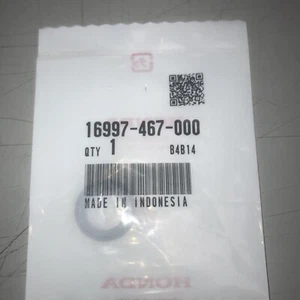 16997-467-000
QTY 1 B4B14
MADE IN INDONESIA
HONDA